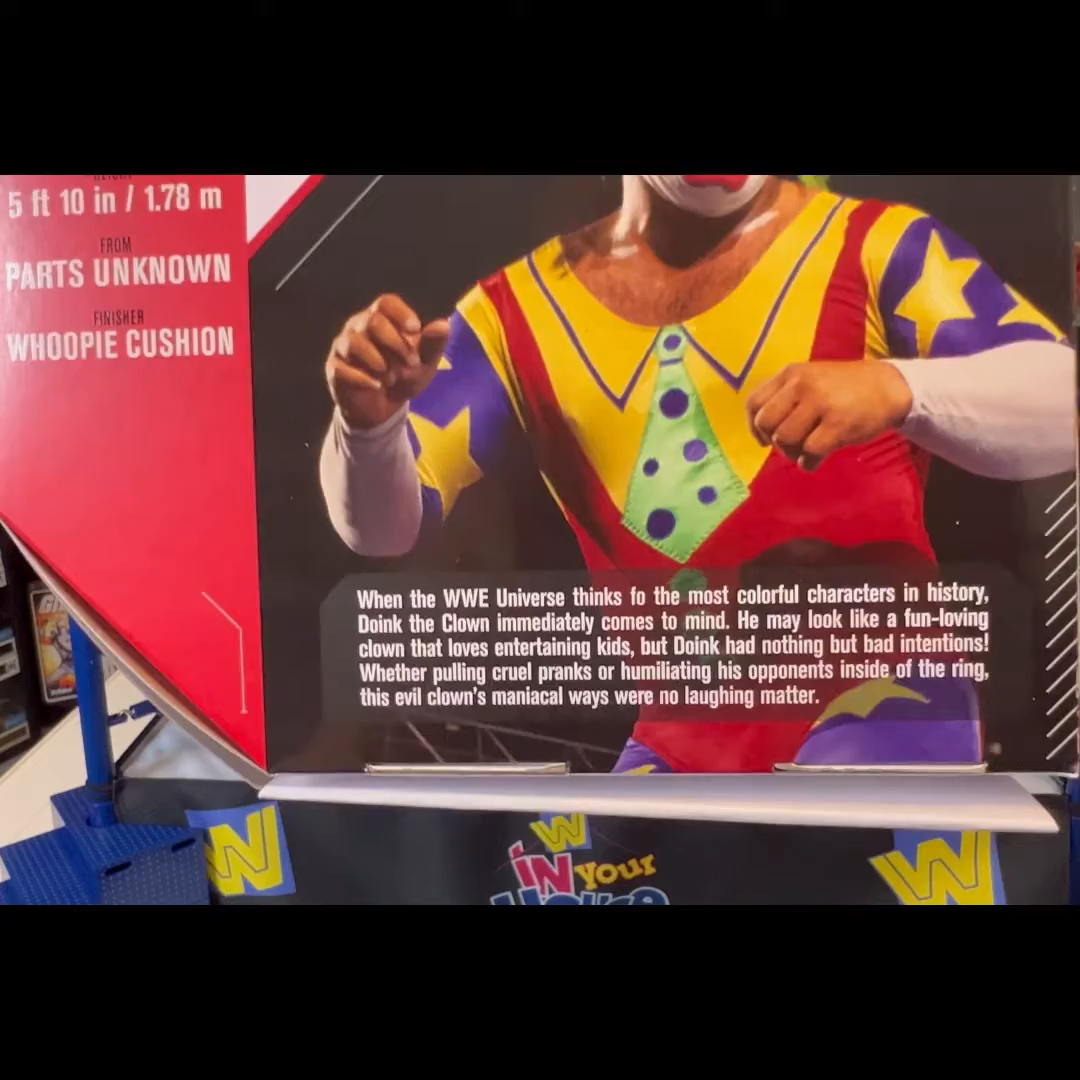 HEIGHT
5 ft 10 in / 1.78 m
FROM
PARTS UNKNOWN
FINISHER
WHOOPIE CUSHION
When the WWE Universe thinks fo the most colorful characters in history,
Doink the Clown immediately comes to mind. He may look like a fun-loving
clown that loves entertaining kids, but Doink had nothing but bad intentions!
Whether pulling cruel pranks or humiliating his opponents inside of the ring,
this evil clown's maniacal ways were no laughing matter.
W
W
W
iN your
House